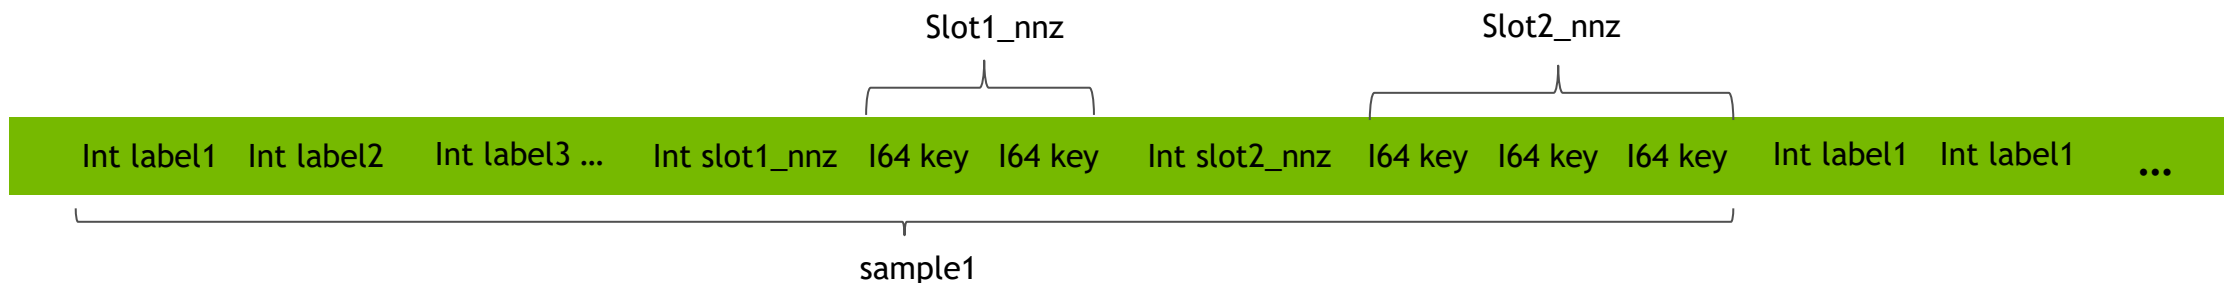 Slot1_nnz Slot2_nnz
Int label1 Int label2 Int label3 ... Int slot1_nnz I64 key I64 key Int slot2_nnz I64 key I64 key I64 key Int label1 Int label1 ...
sample1